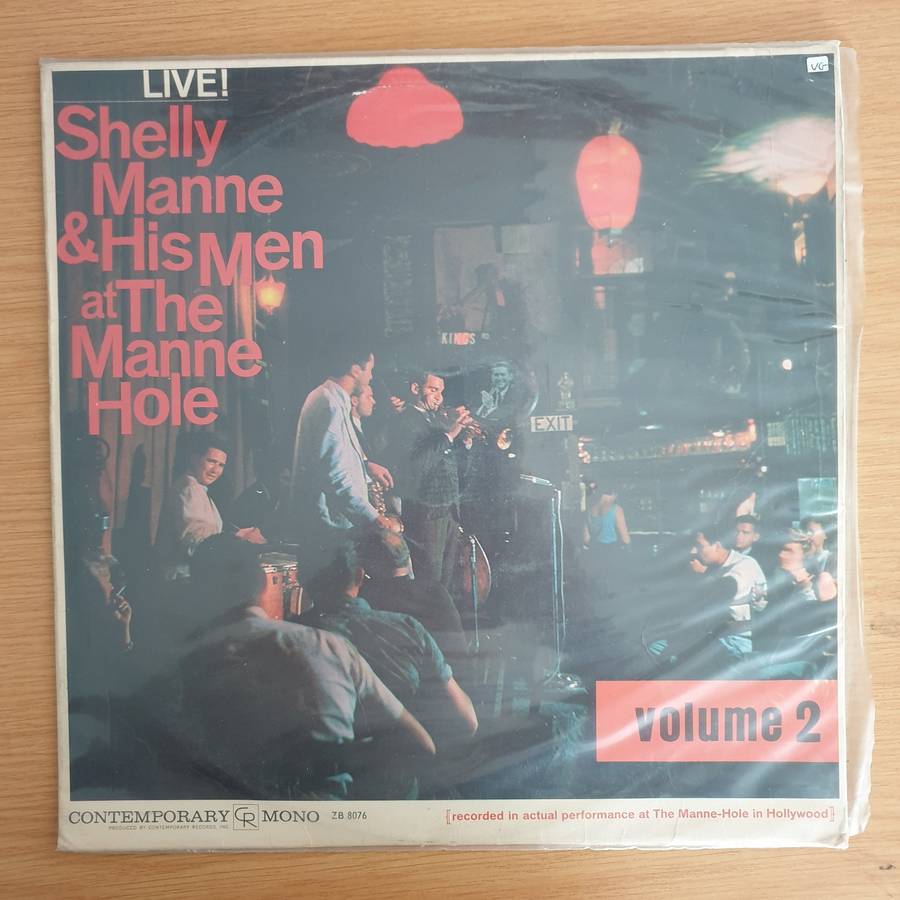 LIVE!
VG-
Shelly
Manne
& His Men
at The
Manne
Hole
KINGS
EXIT
volume 2
CONTEMPORARY CR MONO ZB 8076
PRODUCED BY CONTEMPORARY RECORDS, INC.
[recorded in actual performance at The Manne-Hole in Hollywood]